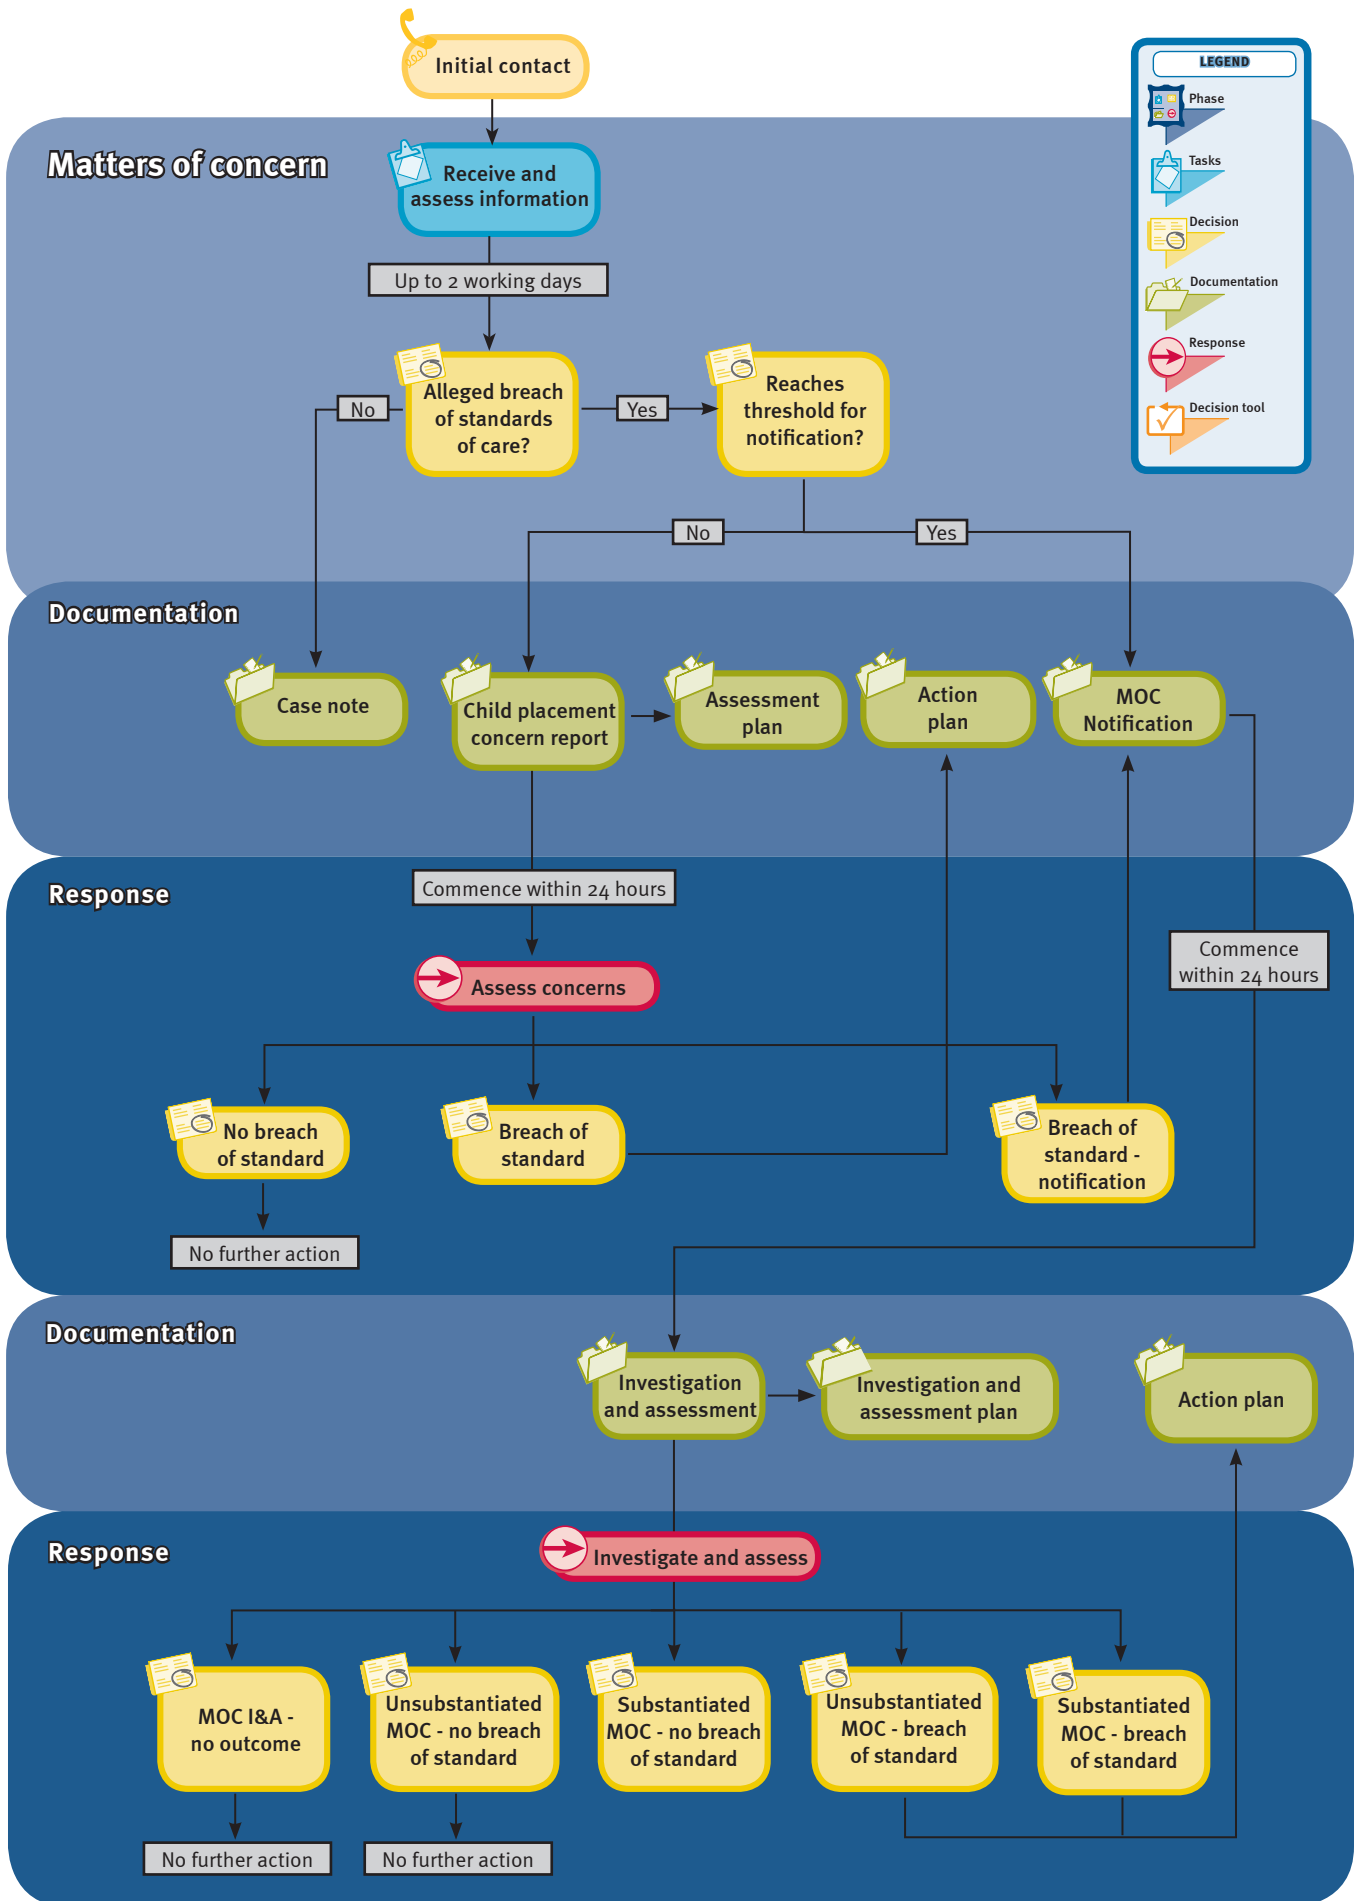 Initial contact
LEGEND
Phase
Tasks
Decision
Documentation
Response
Decision tool
Matters of concern
Receive and
assess information
Up to 2 working days
Alleged breach
of standards
of care?
No
Yes
Reaches
threshold for
notification?
No
Yes
Documentation
Case note
Child placement
concern report
Assessment
plan
Action
plan
MOC
Notification
Response
Commence within 24 hours
Commence
within 24 hours
Assess concerns
No breach
of standard
Breach of
standard
Breach of
standard -
notification
No further action
Documentation
Investigation
and assessment
Investigation and
assessment plan
Action plan
Response
Investigate and assess
MOC I&A -
no outcome
Unsubstantiated
MOC - no breach
of standard
Substantiated
MOC - no breach
of standard
Unsubstantiated
MOC - breach
of standard
Substantiated
MOC - breach
of standard
No further action
No further action